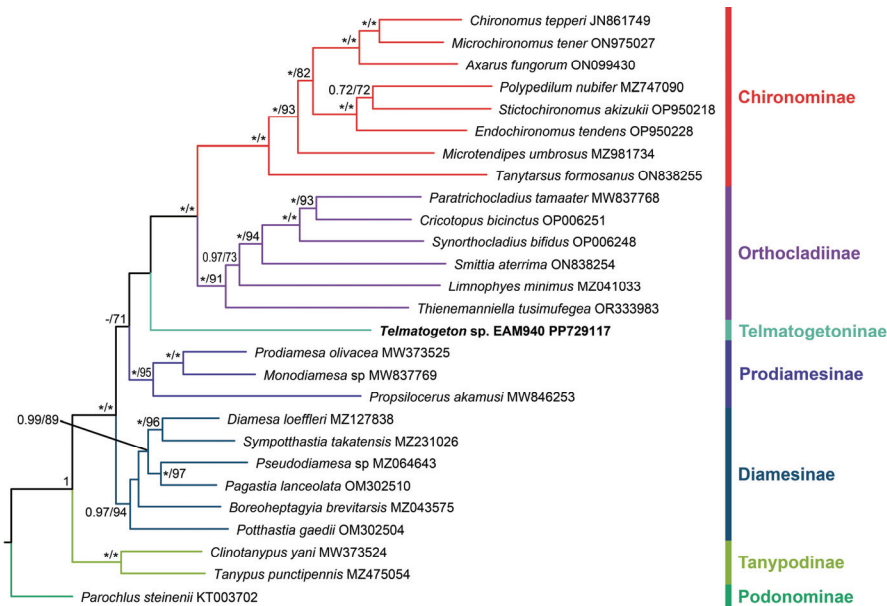 Chironomus tepperi JN861749
*/*
Microchironomus tener ON975027
*/*
Axarus fungorum ON099430
*/82
0.72/72
Polypedilum nubifer MZ747090
Chironominae
*/*
Stictochironomus akizukii OP950218
*/93
Endochironomus tendens OP950228
*/*
Microtendipes umbrosus MZ981734
Tanytarsus formosanus ON838255
*/93
Paratrichocladius tamaater MW837768
*/*
*/*
Cricotopus bicinctus OP006251
*/94
Synorthocladius bifidus OP006248
Orthocladiinae
0.97/73
Smittia aterrima ON838254
*/91
Limnophyes minimus MZ041033
Thienemanniella tusimufegea OR333983
-/71
Telmatogeton sp. EAM940 PP729117
Telmatogetoninae
*/*
Prodiamesa olivacea MW373525
*/95
Monodiamesa sp MW837769
Prodiamesinae
Propsilocerus akamusi MW846253
*/*
Diamesa loeffleri MZ127838
*/96
0.99/89
Sympotthastia takatensis MZ231026
Pseudodiamesa sp MZ064643
*/97
Diamesinae
1
Pagastia lanceolata OM302510
0.97/94
Boreoheptagyia brevitarsis MZ043575
Potthastia gaedii OM302504
*/*
Clinotanypus yani MW373524
Tanypodinae
Tanypus punctipennis MZ475054
Parochlus steinenii KT003702
Podonominae